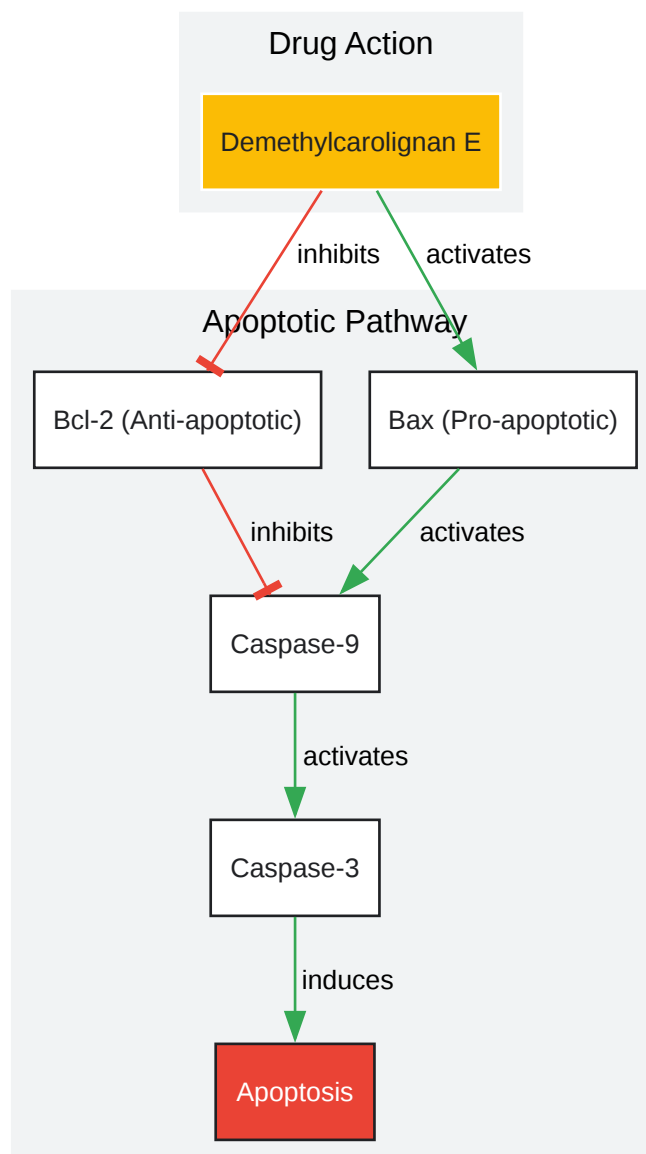 Drug Action
Demethylcarolignan E
inhibits
activates
Apoptotic Pathway
Bcl-2 (Anti-apoptotic)
Bax (Pro-apoptotic)
inhibits
activates
Caspase-9
activates
Caspase-3
induces
Apoptosis